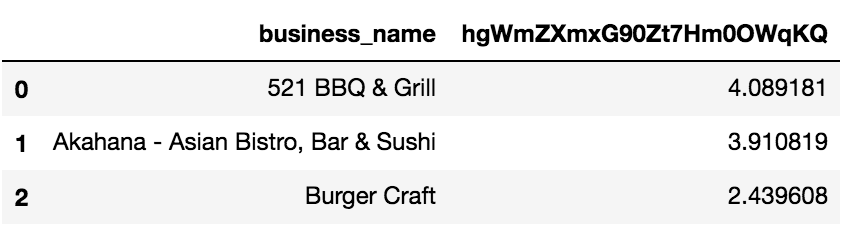 business_name hgWmZXmxG90Zt7Hm0OWqKQ
0 521 BBQ & Grill 4.089181
1 Akahana - Asian Bistro, Bar & Sushi 3.910819
2 Burger Craft 2.439608